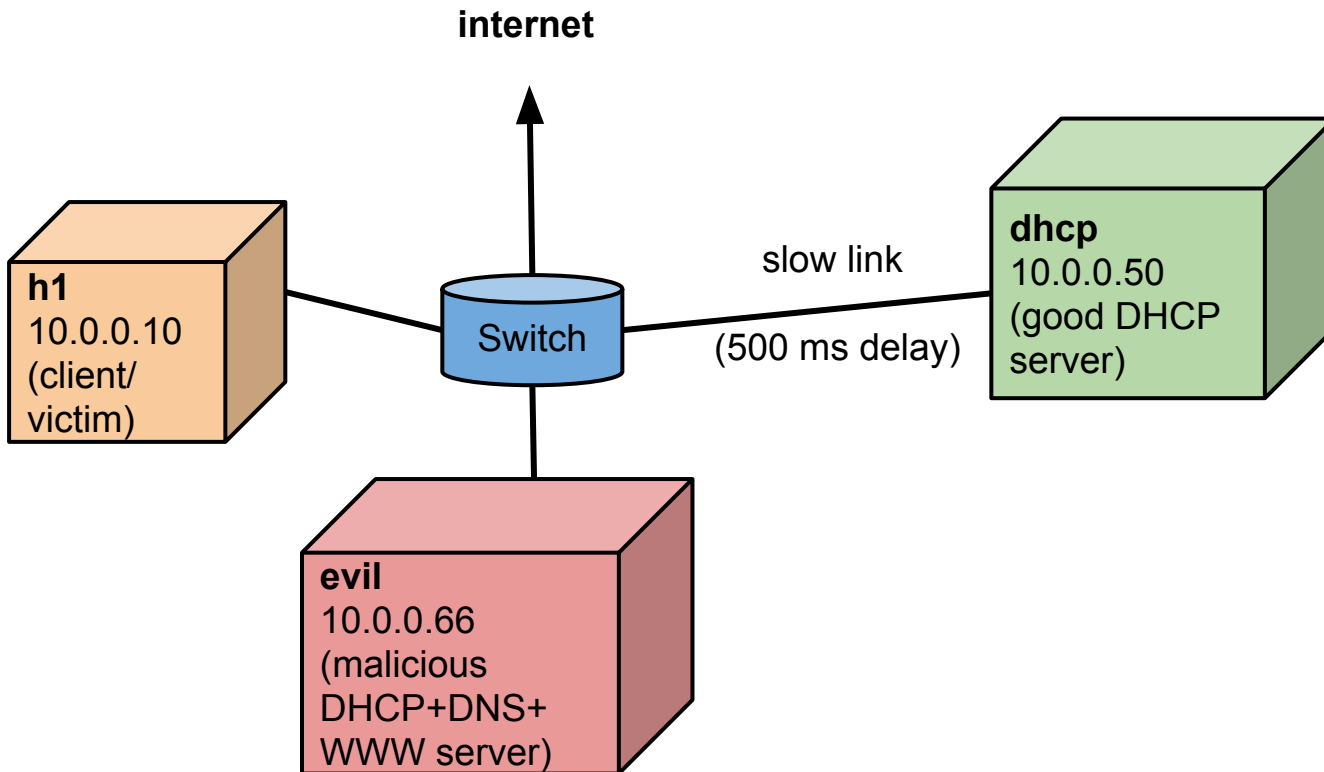 internet
h1
10.0.0.10
(client/
victim)
Switch
slow link
(500 ms delay)
dhcp
10.0.0.50
(good DHCP
server)
evil
10.0.0.66
(malicious
DHCP+DNS+
WWW server)